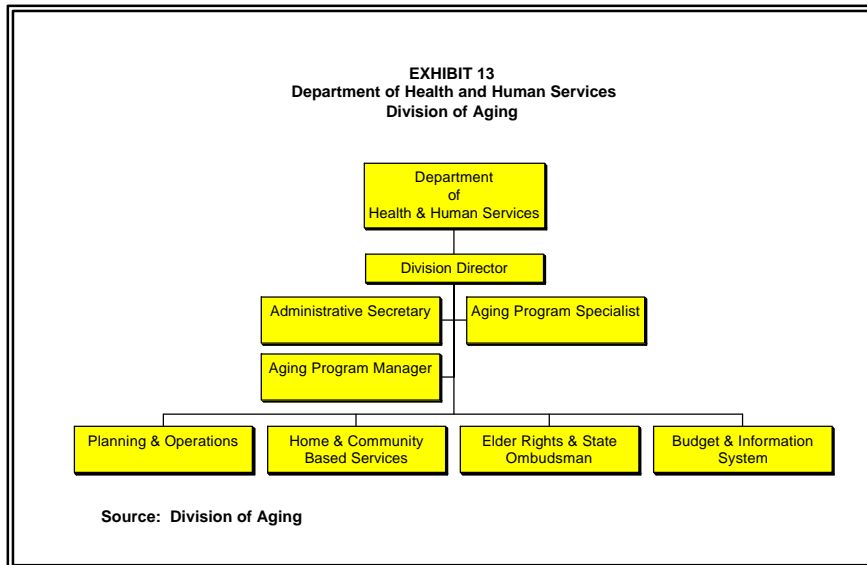 EXHIBIT 13
Department of Health and Human Services
Division of Aging
Department
of
Health & Human Services
Division Director
Administrative Secretary
Aging Program Specialist
Aging Program Manager
Planning & Operations
Home & Community
Based Services
Elder Rights & State
Ombudsman
Budget & Information
System
Source: Division of Aging